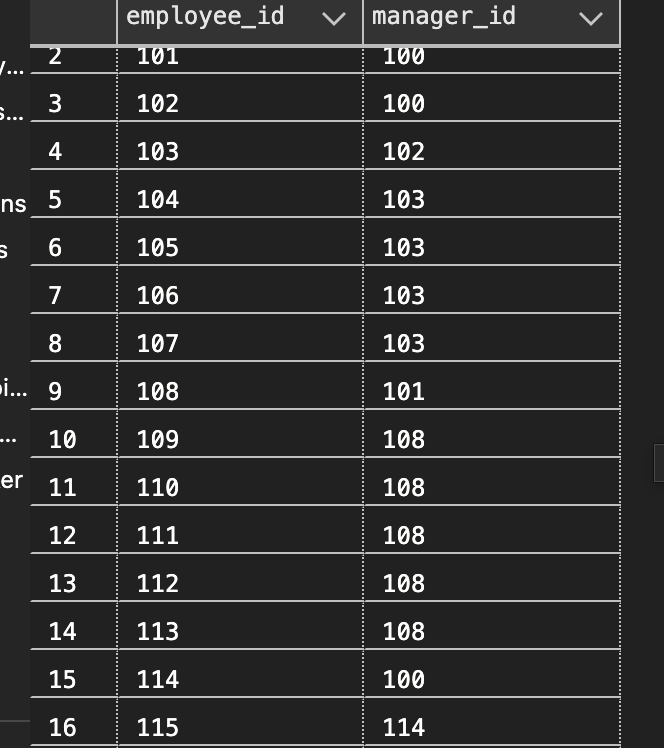 employee_id manager_id
2 101 100
3 102 100
4 103 102
5 104 103
6 105 103
7 106 103
8 107 103
9 108 101
10 109 108
11 110 108
12 111 108
13 112 108
14 113 108
15 114 100
16 115 114
y...
s...
ns
s
oi...
...
er